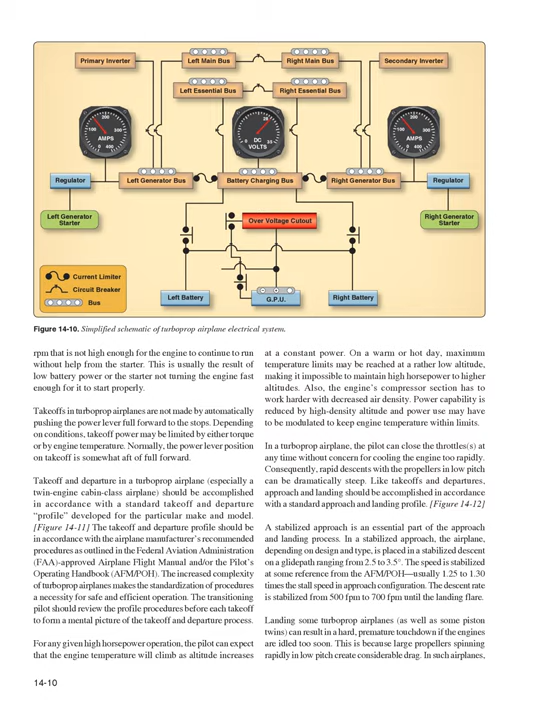 Primary Inverter
Left Main Bus
Right Main Bus
Secondary Inverter
Left Essential Bus
Right Essential Bus
200
100
300
AMPS
0 400
DC
VOLTS
0
30
200
100
300
AMPS
0 400
Regulator
Left Generator Bus
Battery Charging Bus
Right Generator Bus
Regulator
Left Generator
Starter
Over Voltage Cutout
Right Generator
Starter
Current Limiter
Circuit Breaker
Bus
Left Battery
G.P.U.
Right Battery
Figure 14-10. Simplified schematic of turboprop airplane electrical system.
rpm that is not high enough for the engine to continue to run
without help from the starter. This is usually the result of
low battery power or the starter not turning the engine fast
enough for it to start properly.
Takeoffs in turboprop airplanes are not made by automatically
pushing the power lever full forward to the stops. Depending
on conditions, takeoff power may be limited by either torque
or by engine temperature. Normally, the power lever position
on takeoff is somewhat aft of full forward.
Takeoff and departure in a turboprop airplane (especially a
twin-engine cabin-class airplane) should be accomplished
in accordance with a standard takeoff and departure
“profile” developed for the particular make and model.
[Figure 14-11] The takeoff and departure profile should be
in accordance with the airplane manufacturer’s recommended
procedures as outlined in the Federal Aviation Administration
(FAA)-approved Airplane Flight Manual and/or the Pilot’s
Operating Handbook (AFM/POH). The increased complexity
of turboprop airplanes makes the standardization of procedures
a necessity for safe and efficient operation. The transitioning
pilot should review the profile procedures before each takeoff
to form a mental picture of the takeoff and departure process.
For any given high horsepower operation, the pilot can expect
that the engine temperature will climb as altitude increases
at a constant power. On a warm or hot day, maximum
temperature limits may be reached at a rather low altitude,
making it impossible to maintain high horsepower to higher
altitudes. Also, the engine’s compressor section has to
work harder with decreased air density. Power capability is
reduced by high-density altitude and power use may have
to be modulated to keep engine temperature within limits.
In a turboprop airplane, the pilot can close the throttles(s) at
any time without concern for cooling the engine too rapidly.
Consequently, rapid descents with the propellers in low pitch
can be dramatically steep. Like takeoffs and departures,
approach and landing should be accomplished in accordance
with a standard approach and landing profile. [Figure 14-12]
A stabilized approach is an essential part of the approach
and landing process. In a stabilized approach, the airplane,
depending on design and type, is placed in a stabilized descent
on a glidepath ranging from 2.5 to 3.5°. The speed is stabilized
at some reference from the AFM/POH—usually 1.25 to 1.30
times the stall speed in approach configuration. The descent rate
is stabilized from 500 fpm to 700 fpm until the landing flare.
Landing some turboprop airplanes (as well as some piston
twins) can result in a hard, premature touchdown if the engines
are idled too soon. This is because large propellers spinning
rapidly in low pitch create considerable drag. In such airplanes,
14-10